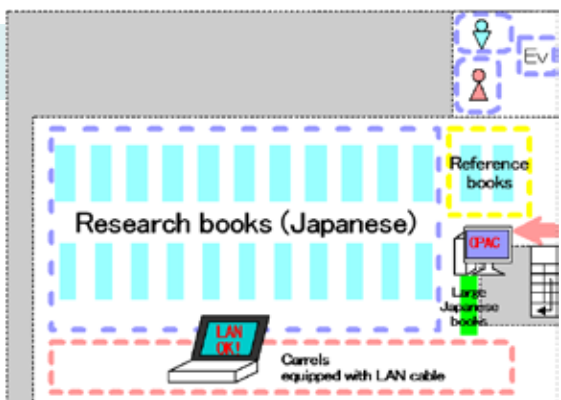 Ev
Reference
books
Research books (Japanese)
OPAC
Large
Japanese
books
LAN
OK!
Carrels
equipped with LAN cable